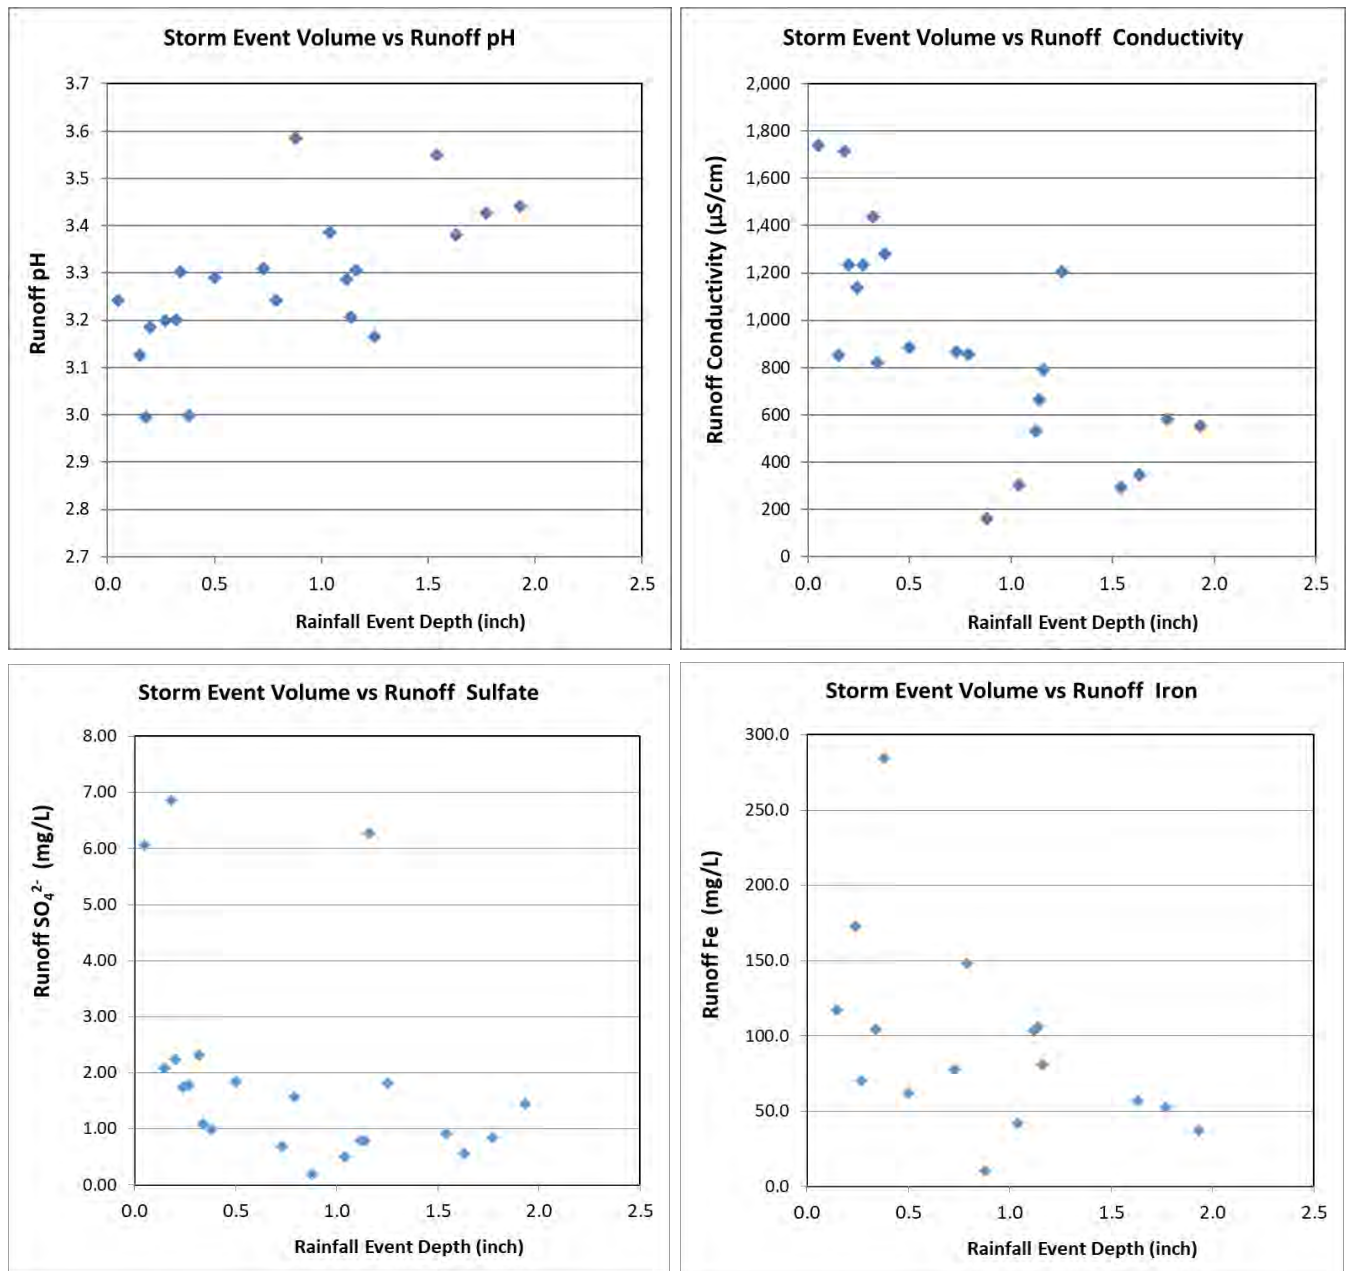 Storm Event Volume vs Runoff pH
3.7
3.6
3.5
3.4
3.3
3.2
3.1
3.0
2.9
2.8
2.7
Runoff pH
0.0 0.5 1.0 1.5 2.0 2.5
Rainfall Event Depth (inch)
Storm Event Volume vs Runoff Conductivity
2,000
1,800
1,600
1,400
1,200
1,000
800
600
400
200
0
Runoff Conductivity (µS/cm)
0.0 0.5 1.0 1.5 2.0 2.5
Rainfall Event Depth (inch)
Storm Event Volume vs Runoff Sulfate
8.00
7.00
6.00
5.00
4.00
3.00
2.00
1.00
0.00
Runoff SO₄²⁻ (mg/L)
0.0 0.5 1.0 1.5 2.0 2.5
Rainfall Event Depth (inch)
Storm Event Volume vs Runoff Iron
300.0
250.0
200.0
150.0
100.0
50.0
0.0
Runoff Fe (mg/L)
0.0 0.5 1.0 1.5 2.0 2.5
Rainfall Event Depth (inch)